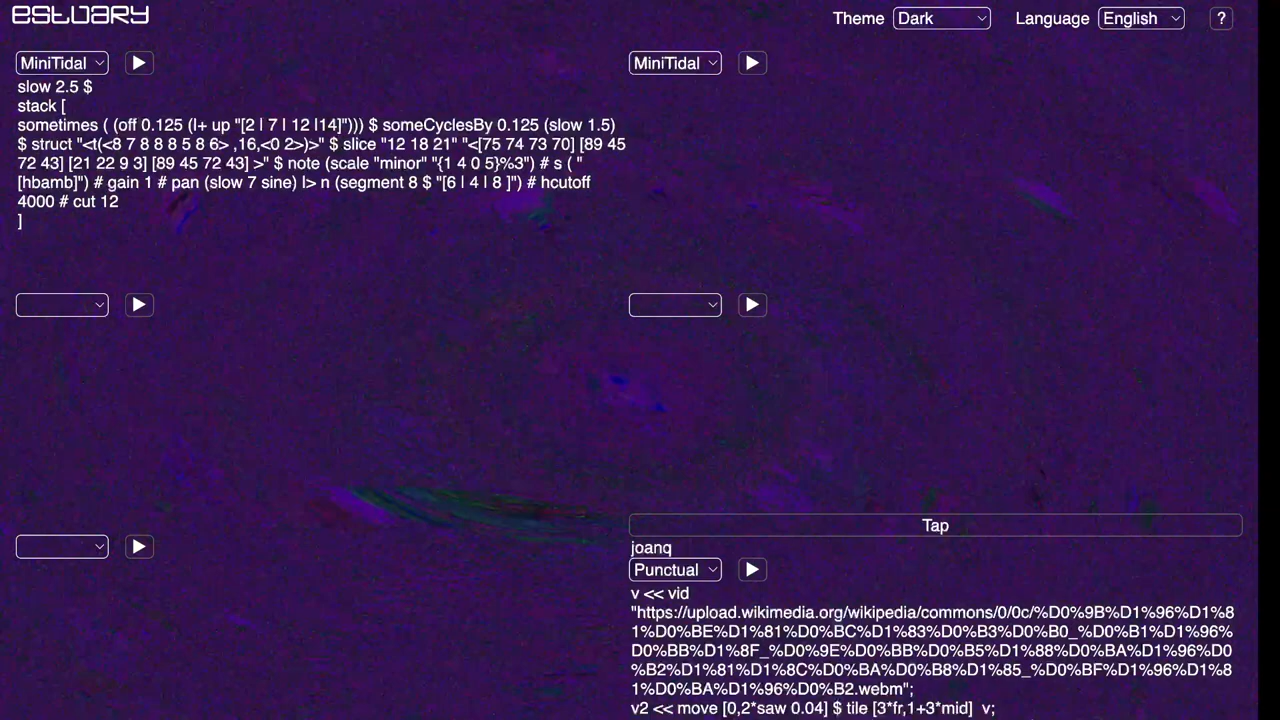 estuary
Theme Dark Language English ?
MiniTidal
slow 2.5 $
stack [
sometimes ( (off 0.125 (|+ up "[2 | 7 | 12 |14]"))) $ someCyclesBy 0.125 (slow 1.5)
$ struct "<t(<8 7 8 8 8 5 8 6> ,16,<0 2>)>" $ slice "12 18 21" "<[75 74 73 70] [89 45
72 43] [21 22 9 3] [89 45 72 43] >" $ note (scale "minor" "{1 4 0 5}%3") # s ( "
[hbamb]") # gain 1 # pan (slow 7 sine) |> n (segment 8 $ "[6 | 4 | 8 ]") # hcutoff
4000 # cut 12
]
MiniTidal
Tap
joanq
Punctual
v << vid
"https://upload.wikimedia.org/wikipedia/commons/0/0c/%D0%9B%D1%96%D1%8
1%D0%BE%D1%81%D0%BC%D1%83%D0%B3%D0%B0_%D0%B1%D1%96%
D0%BB%D1%8F_%D0%9E%D0%BB%D0%B5%D1%88%D0%BA%D1%96%D0
%B2%D1%81%D1%8C%D0%BA%D0%B8%D1%85_%D0%BF%D1%96%D1%8
1%D0%BA%D1%96%D0%B2.webm";
v2 << move [0,2*saw 0.04] $ tile [3*fr,1+3*mid]  v;